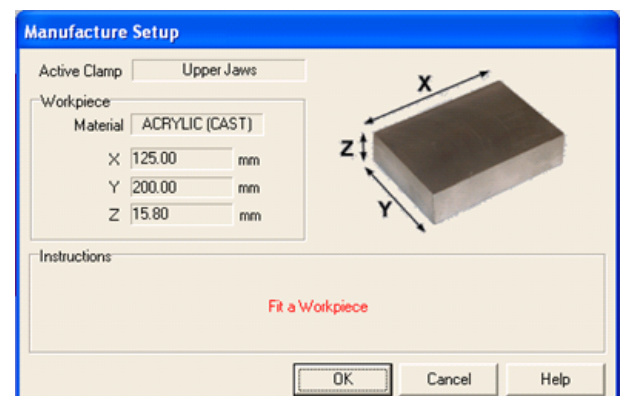 Manufacture Setup
Active Clamp Upper Jaws
Workpiece
Material ACRYLIC (CAST)
X 125.00 mm
Y 200.00 mm
Z 15.80 mm
X
Z
Y
Instructions
Fit a Workpiece
OK Cancel Help